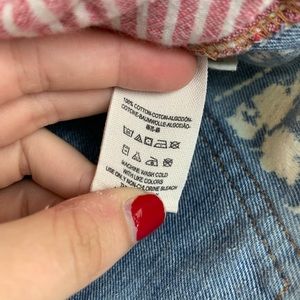 100% COTTON-COTON-ALGODÓN
COTONE-BAUMWOLLE-ALGODÃO-
MACHINE WASH COLD
WITH LIKE COLORS
USE ONLY NON-CHLORINE BLEACH